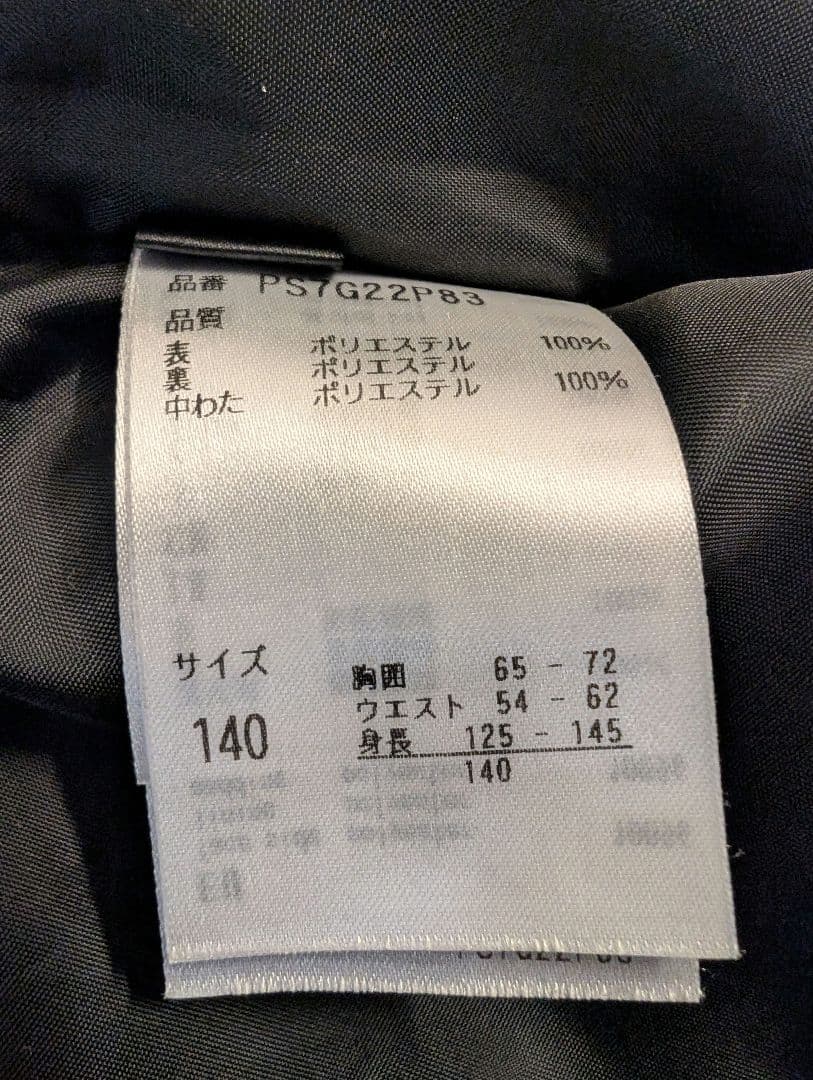 品番 PS7G22P83
品質
表 ポリエステル 100%
裏 ポリエステル
中わた ポリエステル 100%
サイズ
140
胸囲 65 - 72
ウエスト 54 - 62
身長 125 - 145
140